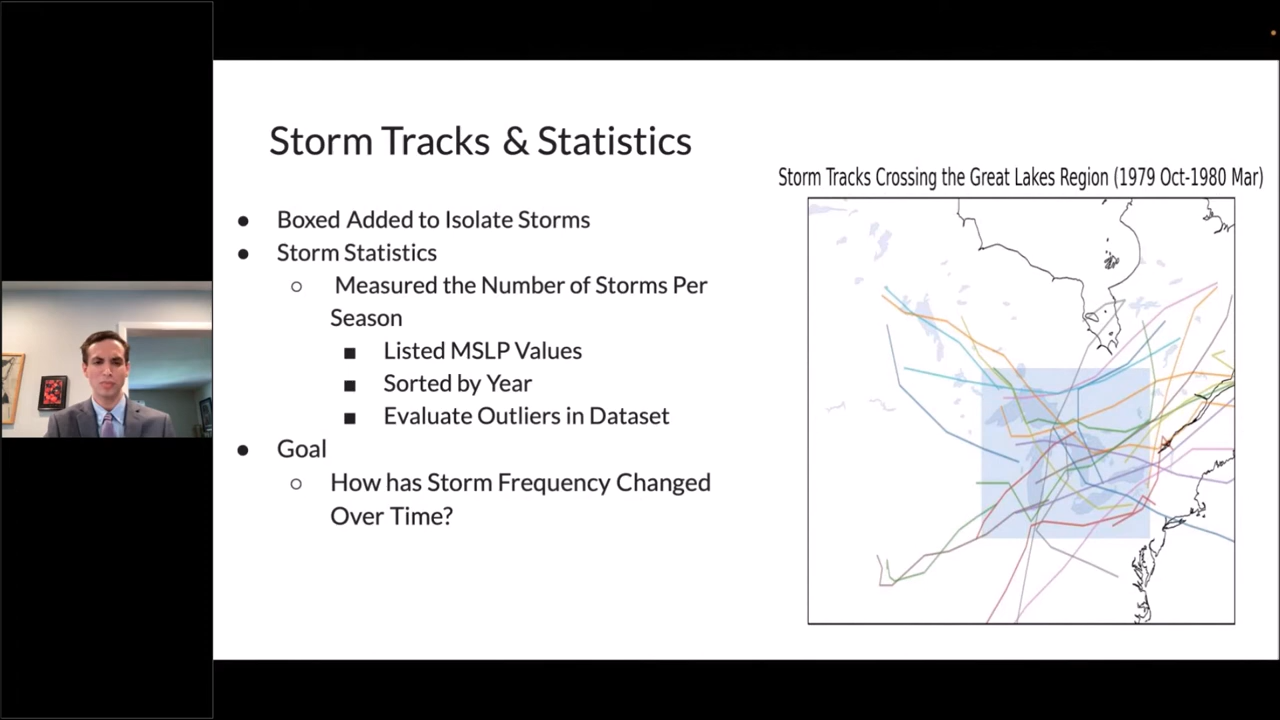 Storm Tracks & Statistics
Storm Tracks Crossing the Great Lakes Region (1979 Oct-1980 Mar)
● Boxed Added to Isolate Storms
● Storm Statistics
○ Measured the Number of Storms Per
Season
■ Listed MSLP Values
■ Sorted by Year
■ Evaluate Outliers in Dataset
● Goal
○ How has Storm Frequency Changed
Over Time?